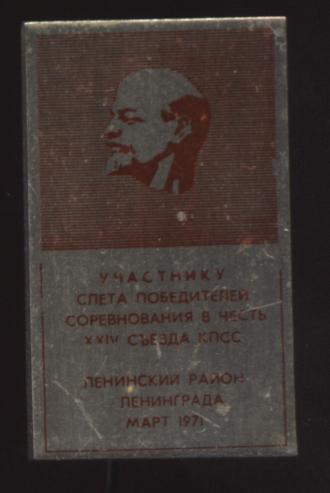 УЧАСТНИКУ
СЛЕТА ПОБЕДИТЕЛЕЙ
СОРЕВНОВАНИЯ В ЧЕСТЬ
XXIV СЪЕЗДА КПСС
ЛЕНИНСКИЙ РАЙОН
ЛЕНИНГРАДА
МАРТ 1971